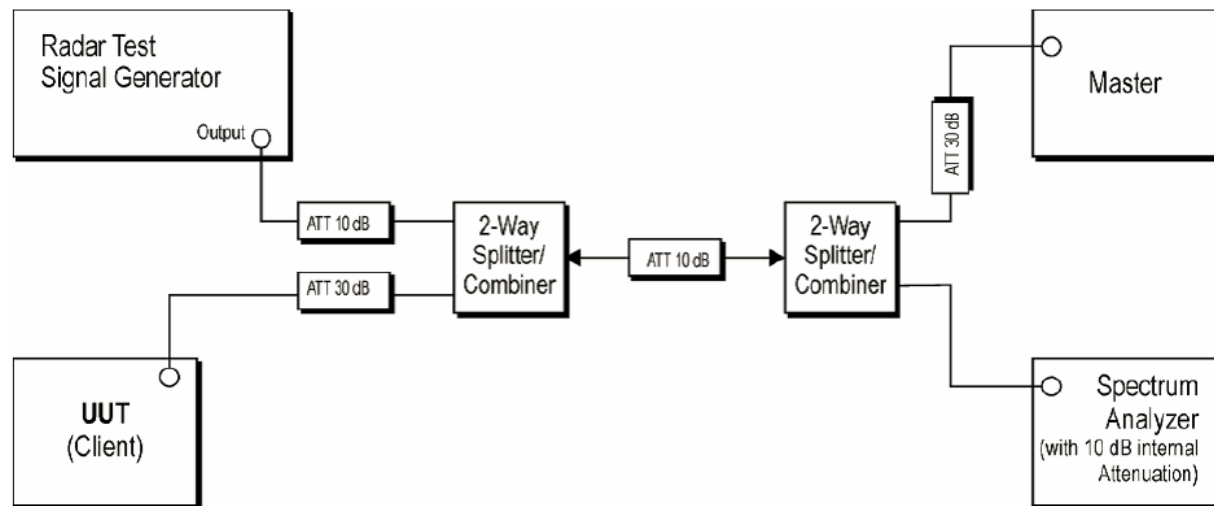 Radar Test
Signal Generator
Output
ATT 10 dB
ATT 30 dB
UUT
(Client)
2-Way
Splitter/
Combiner
ATT 10 dB
2-Way
Splitter/
Combiner
ATT 30 dB
Master
Spectrum
Analyzer
(with 10 dB internal
Attenuation)